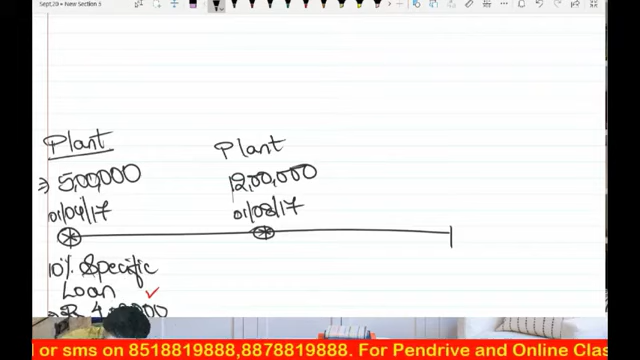 Sept,20 » New Section 3
Plant
Plant
⇒ 5,00,000
12,00,000
01/04/17
01/08/17
10% Specific
Loan ✓
d or sms on 8518819888,8878819888. For Pendrive and Online Clas